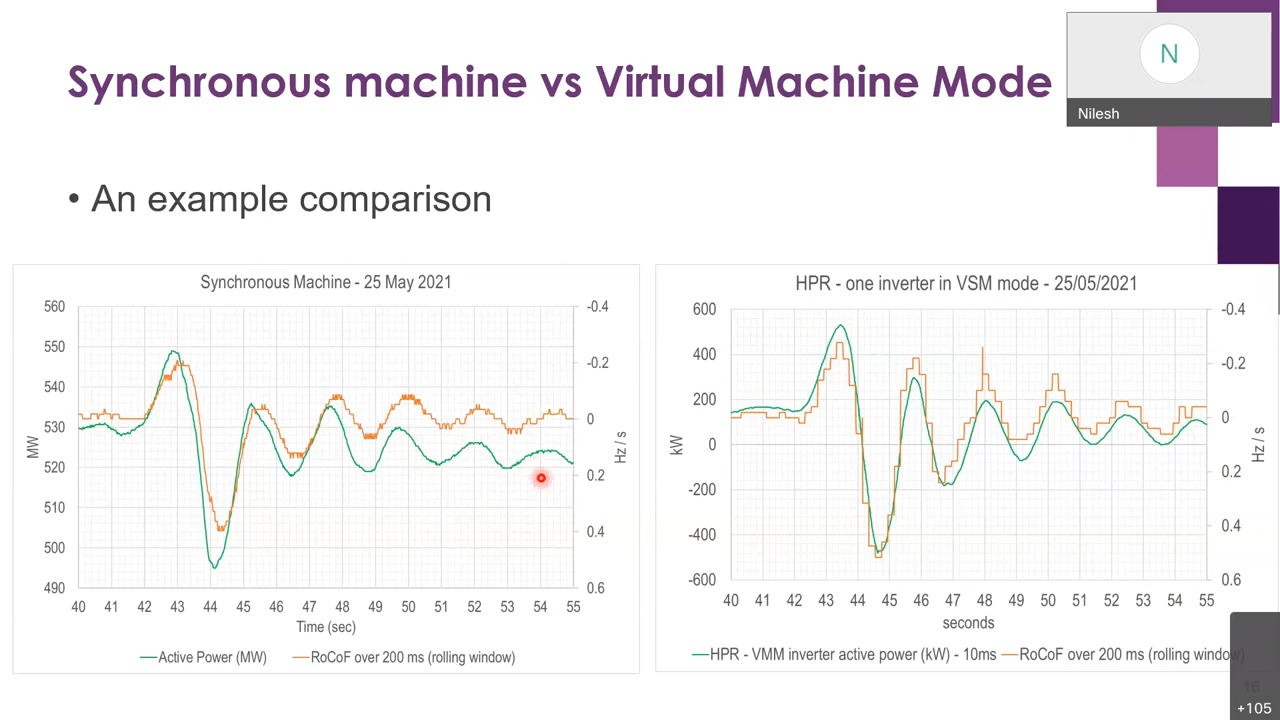 Synchronous machine vs Virtual Machine Mode
N
Nilesh
• An example comparison
Synchronous Machine - 25 May 2021
560
550
540
530
520
510
500
490
MW
-0.4
-0.2
0
0.2
0.4
0.6
Hz / s
40 41 42 43 44 45 46 47 48 49 50 51 52 53 54 55
Time (sec)
Active Power (MW) RoCoF over 200 ms (rolling window)
HPR - one inverter in VSM mode - 25/05/2021
600
400
200
0
-200
-400
-600
kW
-0.4
-0.2
0
0.2
0.4
0.6
Hz / s
40 41 42 43 44 45 46 47 48 49 50 51 52 53 54 55
seconds
HPR - VMM inverter active power (kW) - 10ms RoCoF over 200 ms (rolling window)
16
+105